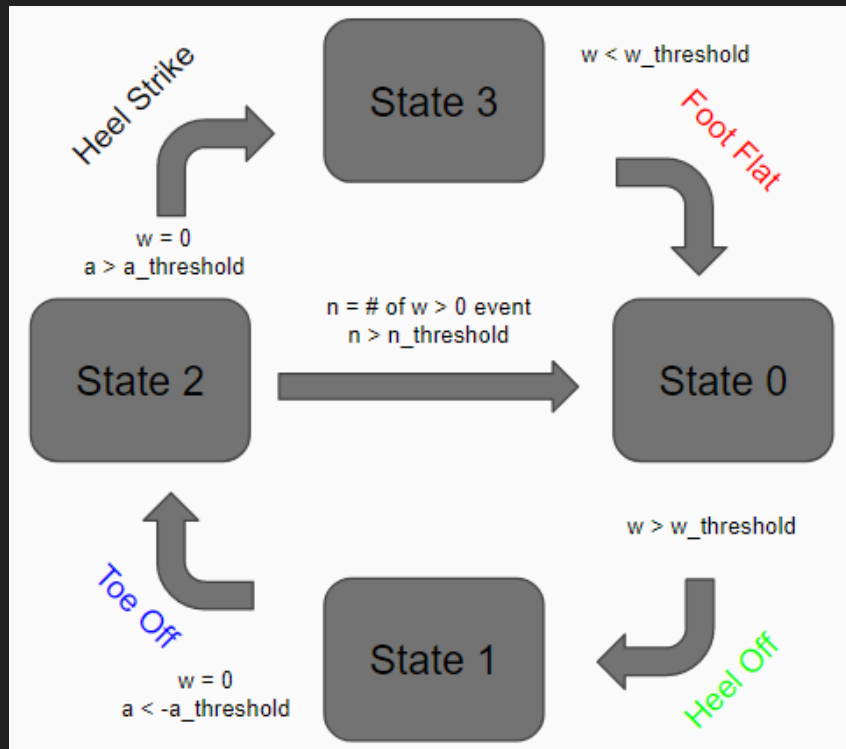 State 3
w < w_threshold
Heel Strike
Foot Flat
w = 0
a > a_threshold
n = # of w > 0 event
n > n_threshold
State 2
State 0
w > w_threshold
Toe Off
State 1
Heel Off
w = 0
a < -a_threshold